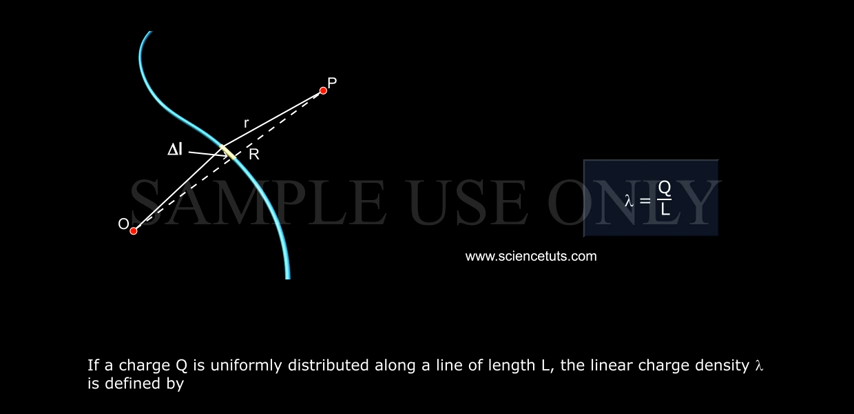 P
r
Δl
R
SAMPLE USE ONLY
λ = Q/L
O
www.sciencetuts.com
If a charge Q is uniformly distributed along a line of length L, the linear charge density λ
is defined by